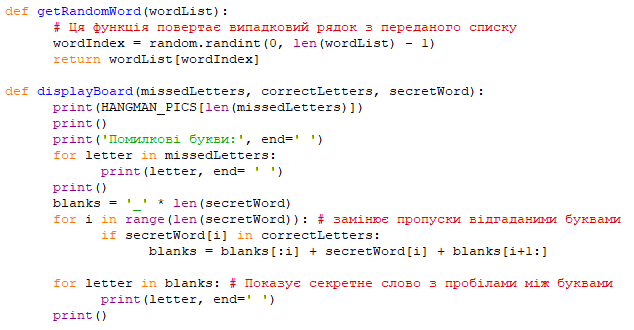 def getRandomWord(wordList):
# Ця функція повертає випадковий рядок з переданого списку
wordIndex = random.randint(0, len(wordList) - 1)
return wordList[wordIndex]
def displayBoard(missedLetters, correctLetters, secretWord):
print(HANGMAN_PICS[len(missedLetters)])
print()
print('Помилкові букви:', end=' ')
for letter in missedLetters:
print(letter, end= ' ')
print()
blanks = '_' * len(secretWord)
for i in range(len(secretWord)): # замінює пропуски відгаданими буквами
if secretWord[i] in correctLetters:
blanks = blanks[:i] + secretWord[i] + blanks[i+1:]
for letter in blanks: # Показує секретне слово з пробілами між буквами
print(letter, end=' ')
print()